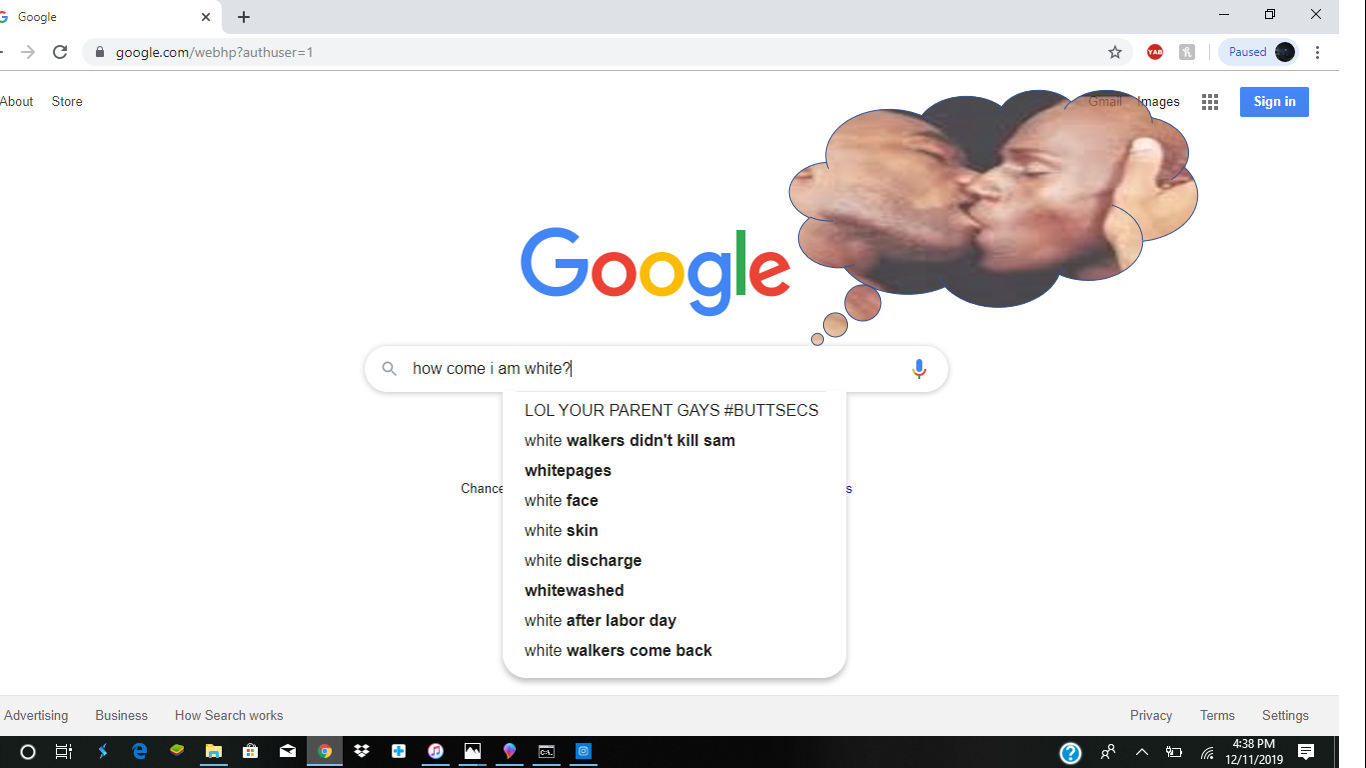 Google
google.com/webhp?authuser=1
YAB
Paused
About Store
Gmail Images
Sign in
Google
how come i am white?
LOL YOUR PARENT GAYS #BUTTSECS
white walkers didn't kill sam
whitepages
Chance
s
white face
white skin
white discharge
whitewashed
white after labor day
white walkers come back
Advertising Business How Search works
Privacy Terms Settings
4:38 PM
12/11/2019